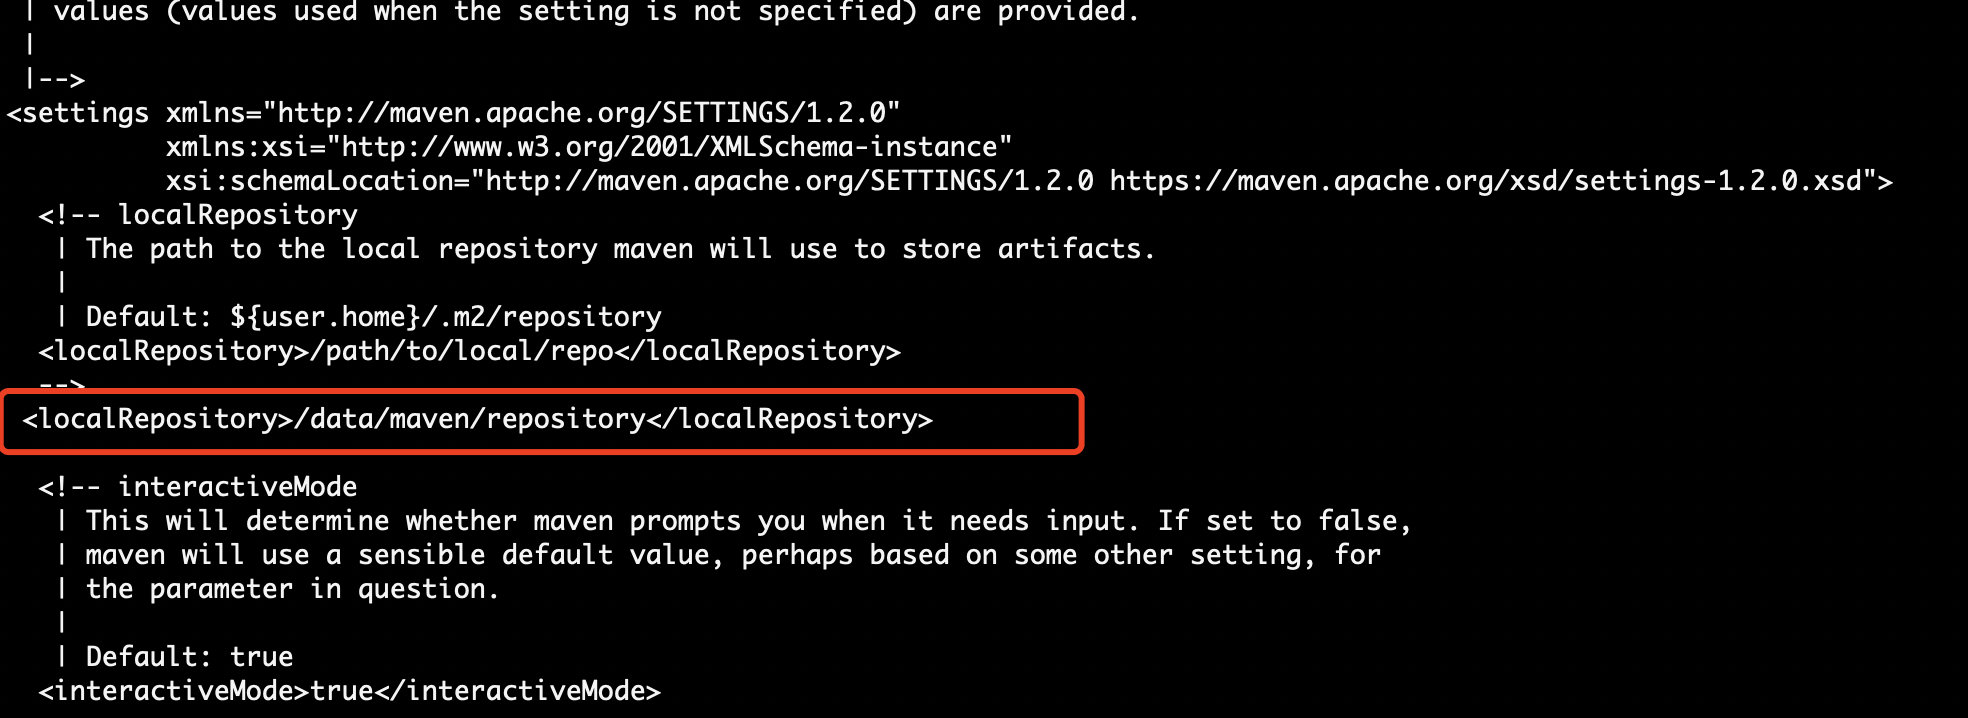 | values (values used when the setting is not specified) are provided.
|
|-->
<settings xmlns="http://maven.apache.org/SETTINGS/1.2.0"
xmlns:xsi="http://www.w3.org/2001/XMLSchema-instance"
xsi:schemaLocation="http://maven.apache.org/SETTINGS/1.2.0 https://maven.apache.org/xsd/settings-1.2.0.xsd">
<!-- localRepository
| The path to the local repository maven will use to store artifacts.
|
| Default: ${user.home}/.m2/repository
<localRepository>/path/to/local/repo</localRepository>
-->
<localRepository>/data/maven/repository</localRepository>
<!-- interactiveMode
| This will determine whether maven prompts you when it needs input. If set to false,
| maven will use a sensible default value, perhaps based on some other setting, for
| the parameter in question.
|
| Default: true
<interactiveMode>true</interactiveMode>